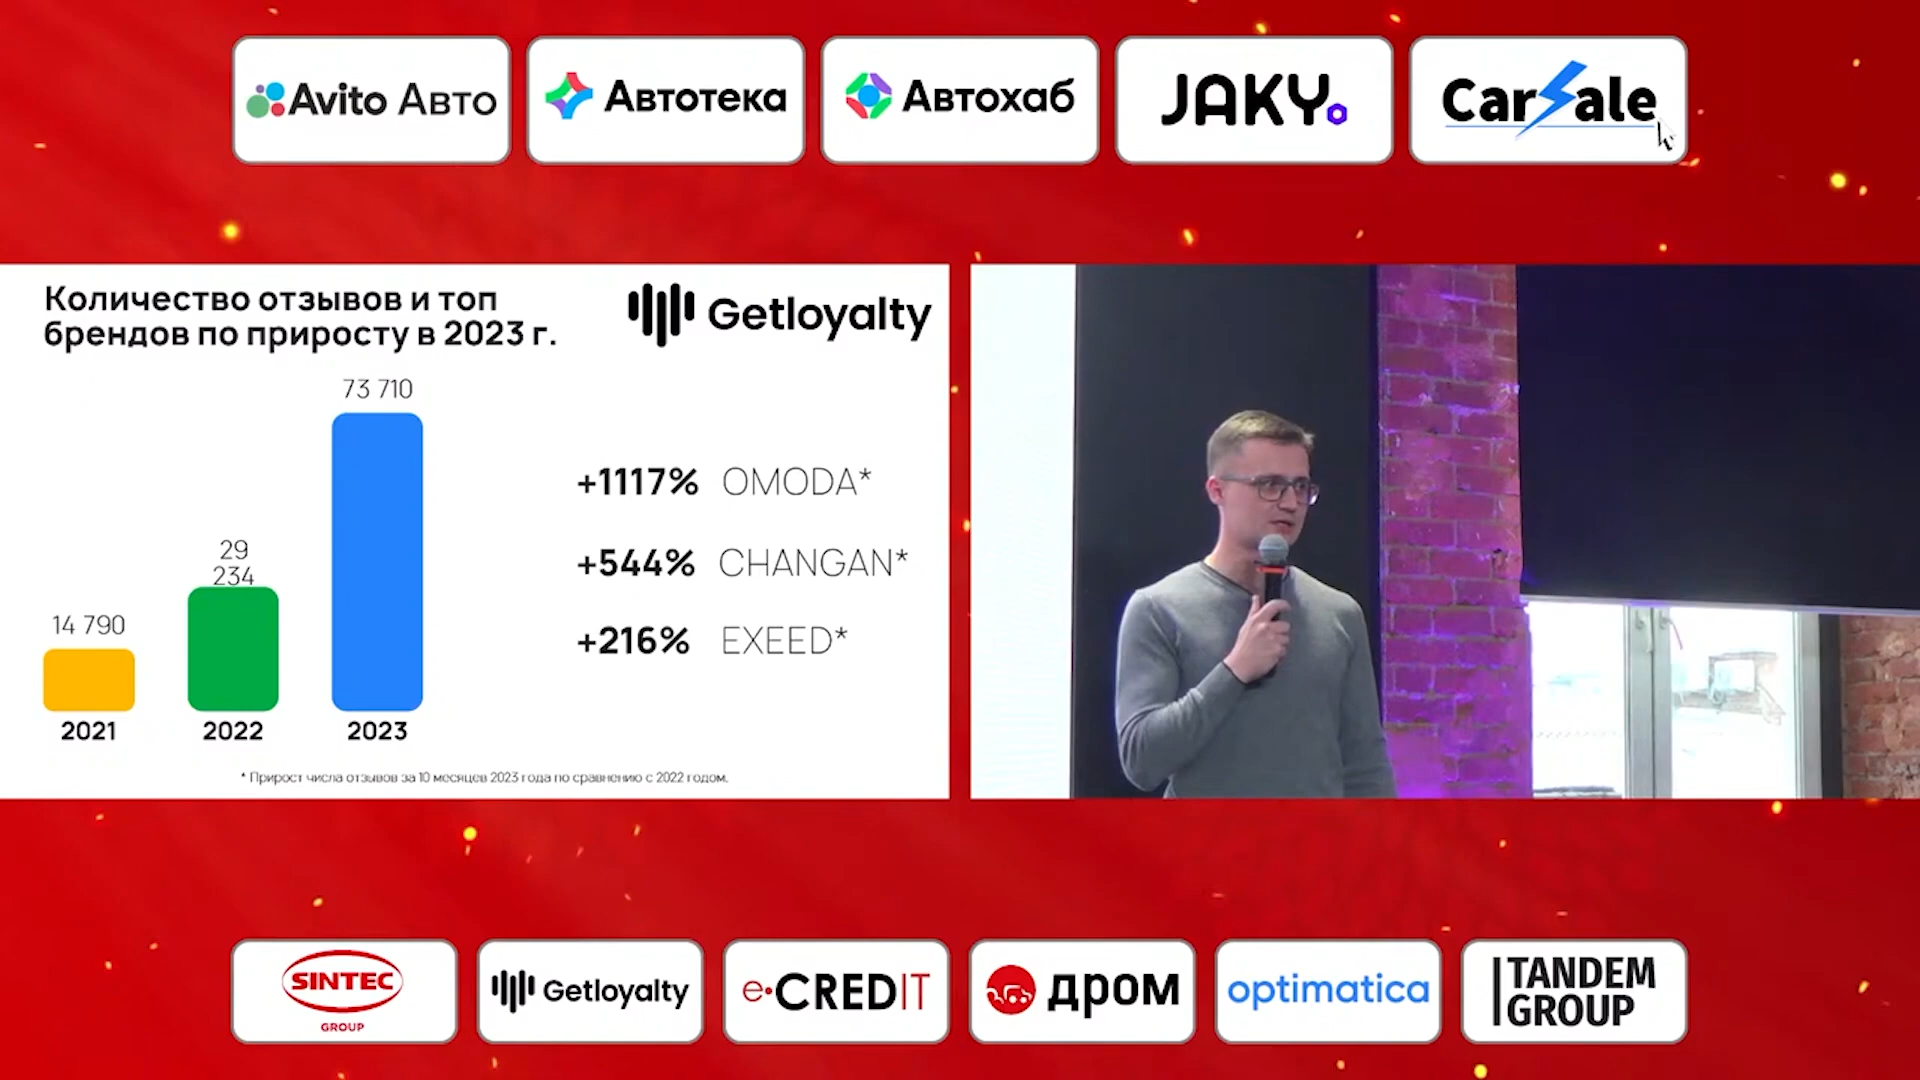 Avito Авто
Автотека
Автохаб
JAKY
CarSale
Количество отзывов и топ
брендов по приросту в 2023 г.
Getloyalty
73 710
29
234
14 790
2021
2022
2023
+1117% OMODA*
+544% CHANGAN*
+216% EXEED*
* Прирост числа отзывов за 10 месяцев 2023 года по сравнению с 2022 годом.
SINTEC
GROUP
Getloyalty
e·CREDIT
дром
optimatica
TANDEM
GROUP